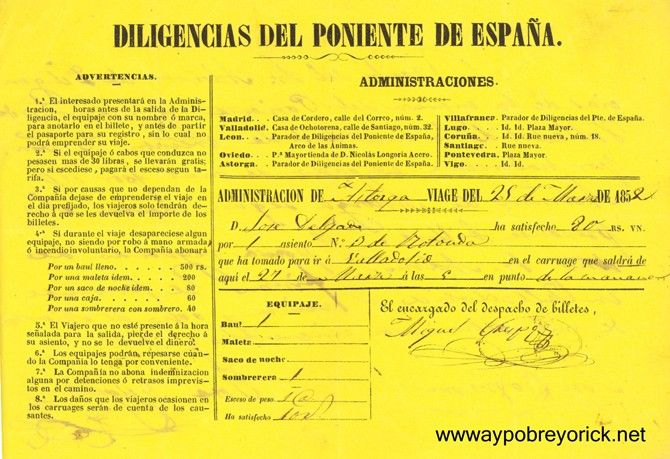 DILIGENCIAS DEL PONIENTE DE ESPAÑA.
ADVERTENCIAS.
1.ª El interesado presentará en la Administracion, horas antes de la salida de la Diligencia, el equipaje con su nombre ó marca,
para anotarlo en el billete, y antes de partir
el pasaporte para su registro, sin lo cual no
podrá emprender su viaje.
2.ª Si el equipaje ó cabos que conduzca no
pesasen mas de 30 libras, se llevarán gratis;
pero si escediese, pagará el esceso segun tarifa.
3.ª Si por causas que no dependan de la
Compañia dejase de emprenderse el viaje en
el dia prefijado, los viajeros solo tendrán derecho á que se les devuelva el importe de los
billetes.
4.ª Si durante el viaje desapareciese algun
equipaje, no siendo por robo á mano armada
ó incendio involuntario, la Compañia abonará
Por un baul lleno. . . . . . 500 rs.
Por una maleta idem. . . . . 200
Por un saco de noche idem. . . 80
Por una caja. . . . . . . 60
Por una sombrerera con sombrero. 40
5.ª El Viajero que no esté presente á la hora
señalada para la salida, pierde el derecho á
su asiento, y no se le devuelve el dinero.
6.ª Los equipajes podrán, repesarse cuando la Compañia lo tenga por conveniente.
7.ª La Compañia no abona indemnizacion
alguna por detenciones ó retrasos imprevistos en el camino.
8.ª Los daños que los viajeros ocasionen en
los carruages serán de cuenta de los causantes.
ADMINISTRACIONES.
Madrid. . . Casa de Cordero, calle del Correo, núm. 2.
Valladolid. Casa de Ochotorena, calle de Santiago, núm. 32.
Leon. . . . Parador de Diligencias del Poniente de España,
Arco de las Ánimas.
Oviedo. . . P.ª Mayortienda de D. Nicolás Longoria Acero.
Astorga. . . Parador de Diligencias del Poniente de España.
Villafranca. Parador de Diligencias del Pte. de España.
Lugo. . . . Id. Id. Plaza Mayor.
Coruña. . . Id. Id. Rua nueva, núm. 18.
Santiago. . . Rua nueva.
Pontevedra. Plaza Mayor.
Vigo. . . . Id. Id.
ADMINISTRACION DE Astorga VIAGE DEL 25 de Marzo DE 1852
D. Jose Delgado ha satisfecho 80 RS. VN.
por 1 asiento N.º D de Rotonda
que ha tomado para ir á Valladolid en el carruage que saldrá de
aqui el 27 de Marzo á las 5 en punto de la mañana
EQUIPAJE.
Baul 1
Maleta
Saco de noche
Sombrerera 1
Esceso de peso
Ha satisfecho
El encargado del despacho de billetes,
Miguel Crespo
www.aypobreyorick.net